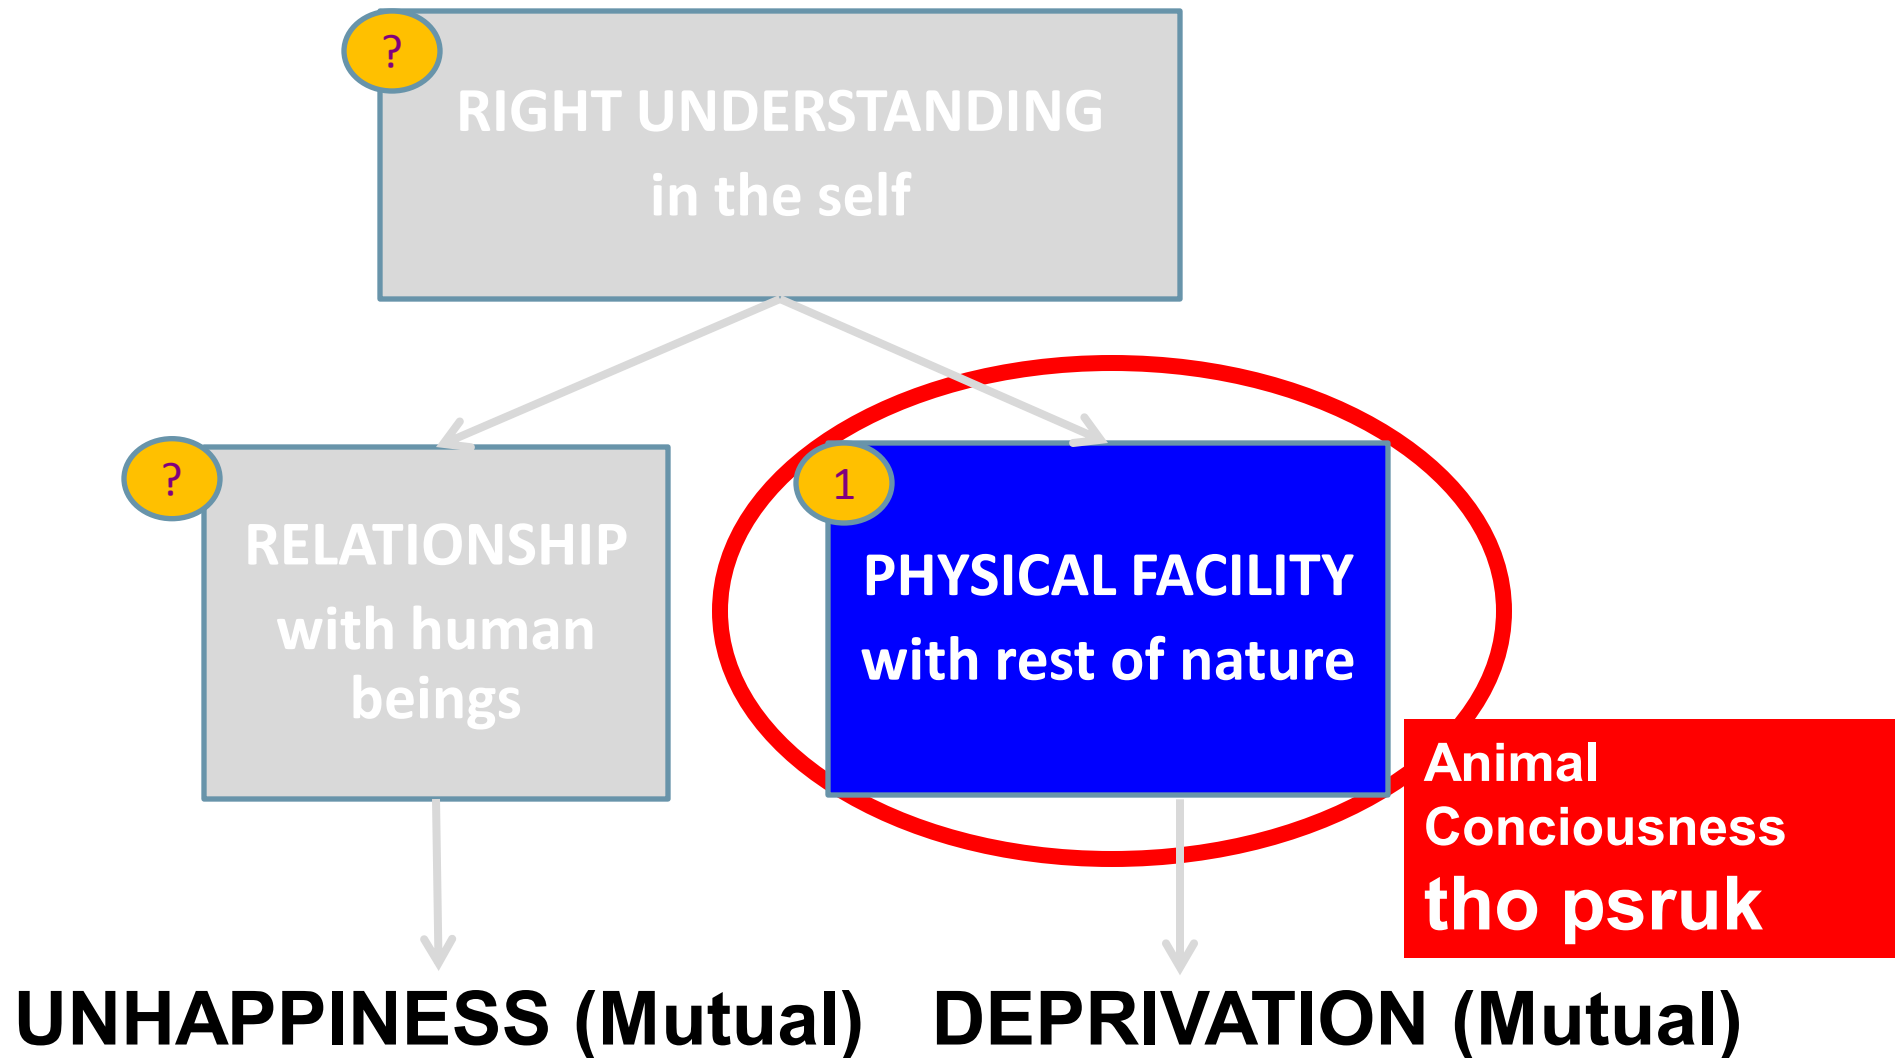 ?
RIGHT UNDERSTANDING
in the self
?
RELATIONSHIP
with human
beings
1
PHYSICAL FACILITY
with rest of nature
Animal
Conciousness
tho psruk
UNHAPPINESS (Mutual)
DEPRIVATION (Mutual)